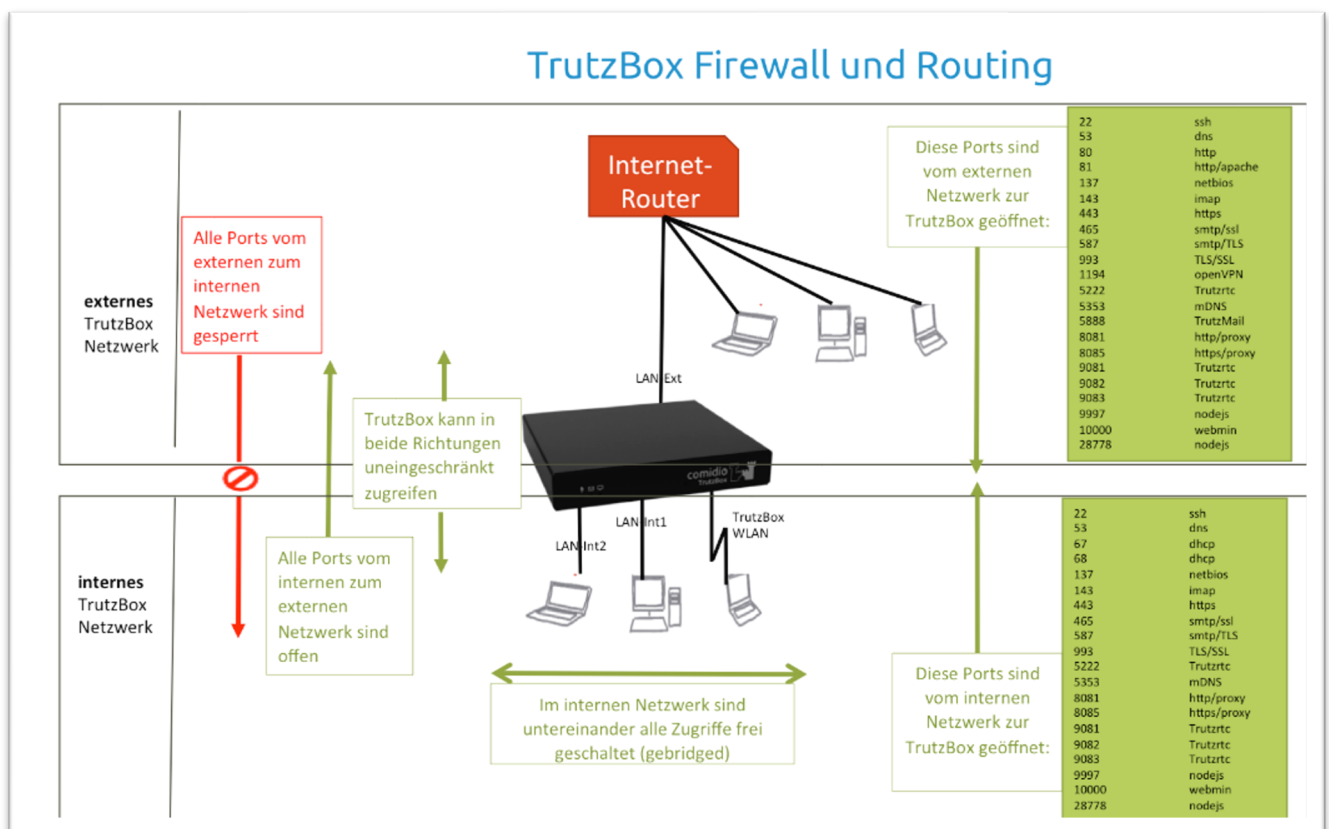 TrutzBox Firewall und Routing
externes
TrutzBox
Netzwerk
Alle Ports vom
externen zum
internen
Netzwerk sind
gesperrt
TrutzBox kann in
beide Richtungen
uneingeschränkt
zugreifen
Internet-
Router
LAN Ext
comidio
TrutzBox
Diese Ports sind
vom externen
Netzwerk zur
TrutzBox geöffnet:
22 ssh
53 dns
80 http
81 http/apache
137 netbios
143 imap
443 https
465 smtp/ssl
587 smtp/TLS
993 TLS/SSL
1194 openVPN
5222 Trutzrtc
5353 mDNS
5888 TrutzMail
8081 http/proxy
8085 https/proxy
9081 Trutzrtc
9082 Trutzrtc
9083 Trutzrtc
9997 nodejs
10000 webmin
28778 nodejs
internes
TrutzBox
Netzwerk
Alle Ports vom
internen zum
externen
Netzwerk sind
offen
LAN Int2
LAN Int1
TrutzBox
WLAN
Im internen Netzwerk sind
untereinander alle Zugriffe frei
geschaltet (gebridged)
Diese Ports sind
vom internen
Netzwerk zur
TrutzBox geöffnet:
22 ssh
53 dns
67 dhcp
68 dhcp
137 netbios
143 imap
443 https
465 smtp/ssl
587 smtp/TLS
993 TLS/SSL
5222 Trutzrtc
5353 mDNS
8081 http/proxy
8085 https/proxy
9081 Trutzrtc
9082 Trutzrtc
9083 Trutzrtc
9997 nodejs
10000 webmin
28778 nodejs